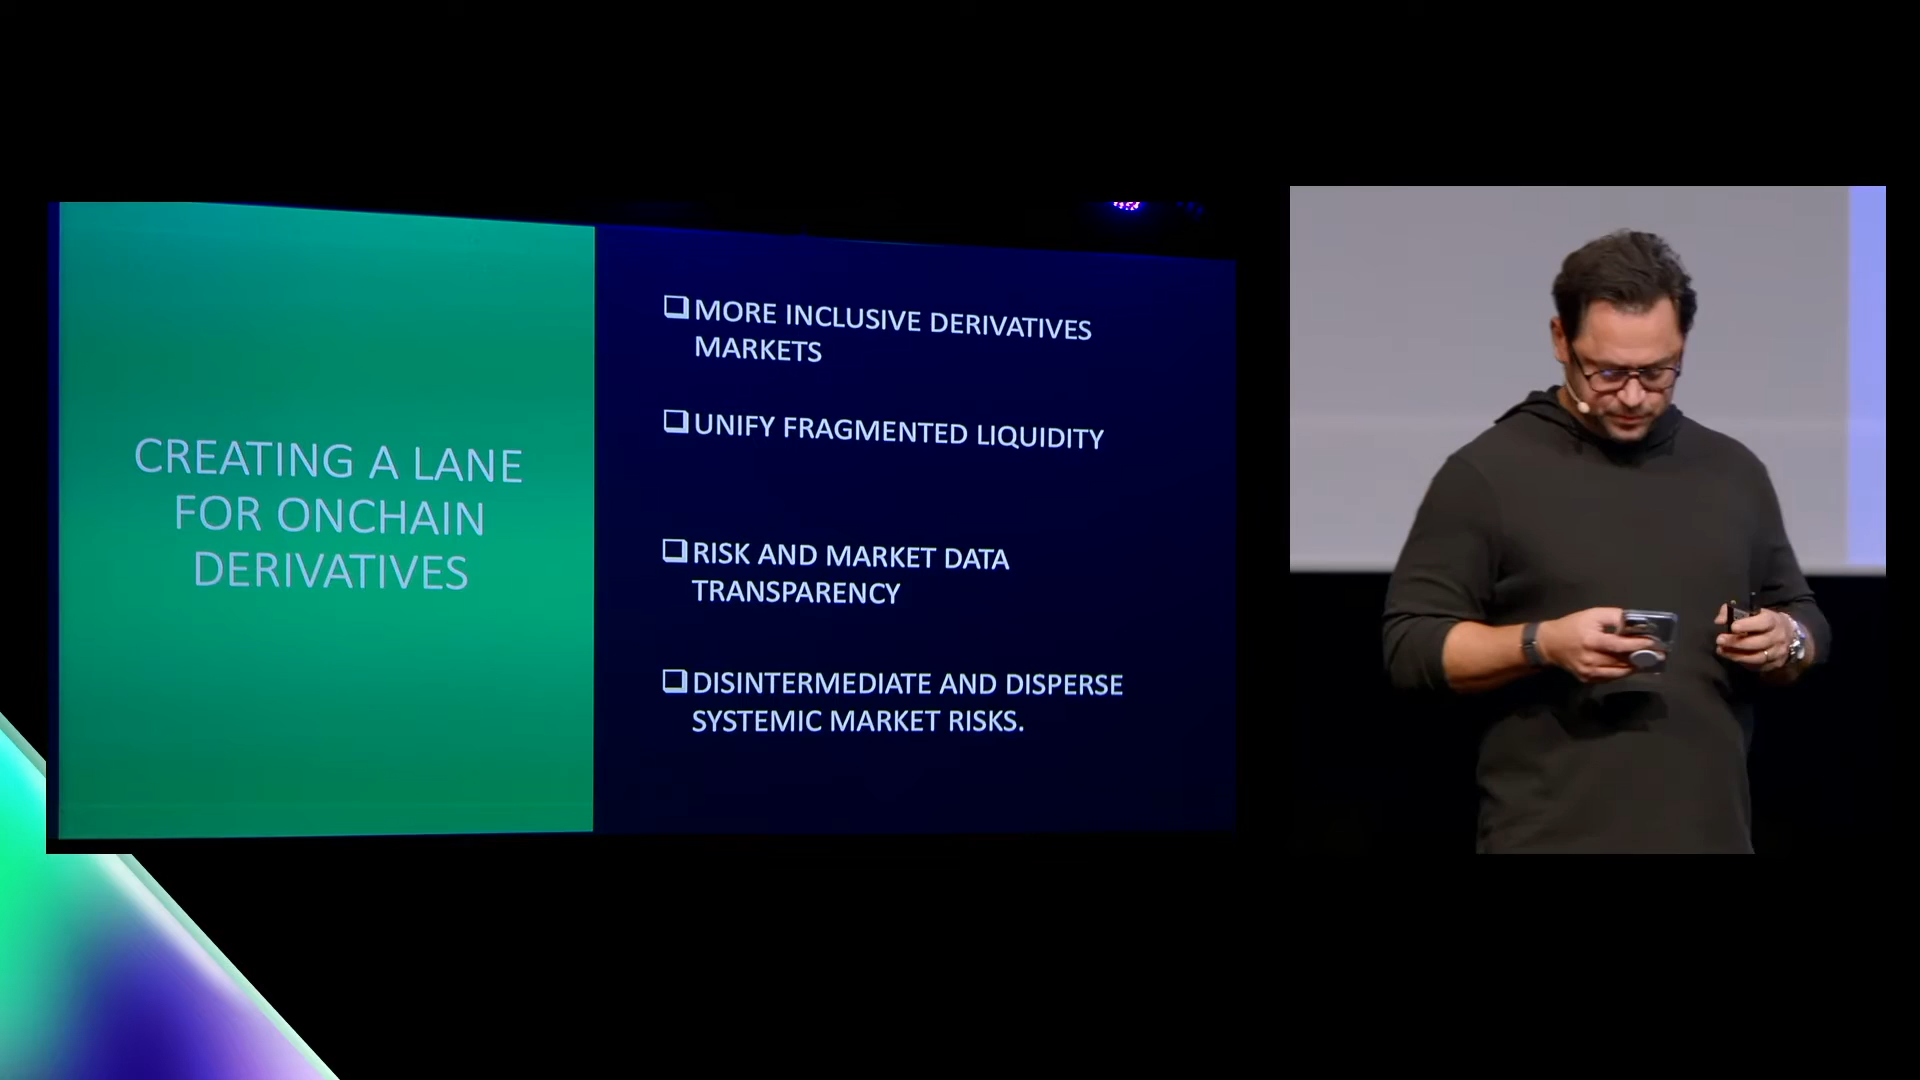 CREATING A LANE
FOR ONCHAIN
DERIVATIVES
MORE INCLUSIVE DERIVATIVES
MARKETS
UNIFY FRAGMENTED LIQUIDITY
RISK AND MARKET DATA
TRANSPARENCY
DISINTERMEDIATE AND DISPERSE
SYSTEMIC MARKET RISKS.